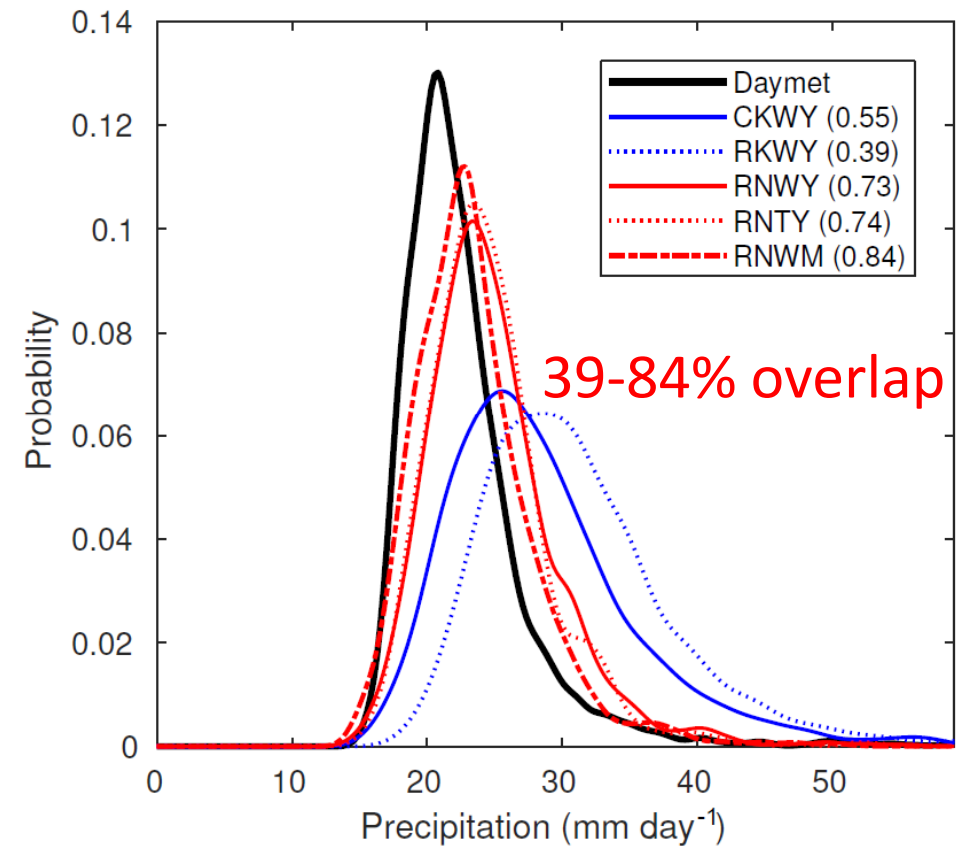 0.14
0.12
0.1
0.08
0.06
0.04
0.02
0
Probability
Daymet
CKWY (0.55)
RKWY (0.39)
RNWY (0.73)
RNTY (0.74)
RNWM (0.84)
39-84% overlap
0 10 20 30 40 50
Precipitation (mm day⁻¹)